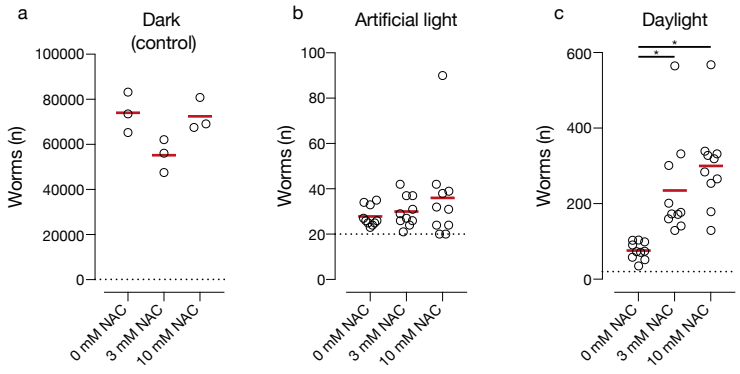 a
Dark
(control)
Worms (n)
100000
80000
60000
40000
20000
0
0 mM NAC
3 mM NAC
10 mM NAC
b
Artificial light
Worms (n)
100
80
60
40
20
0
0 mM NAC
3 mM NAC
10 mM NAC
c
Daylight
*
*
Worms (n)
600
400
200
0
0 mM NAC
3 mM NAC
10 mM NAC